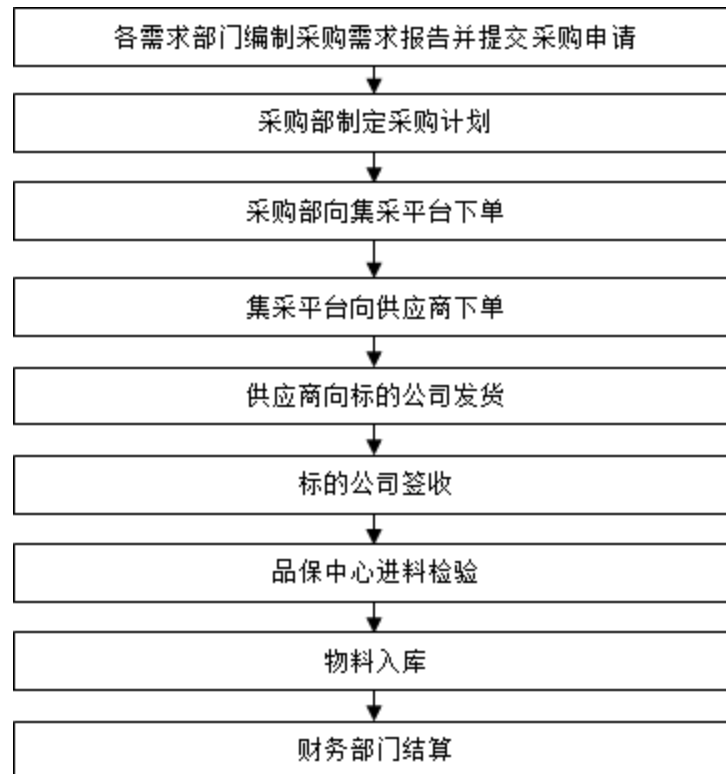 各需求部门编制采购需求报告并提交采购申请
采购部制定采购计划
采购部向集采平台下单
集采平台向供应商下单
供应商向标的公司发货
标的公司签收
品保中心进料检验
物料入库
财务部门结算